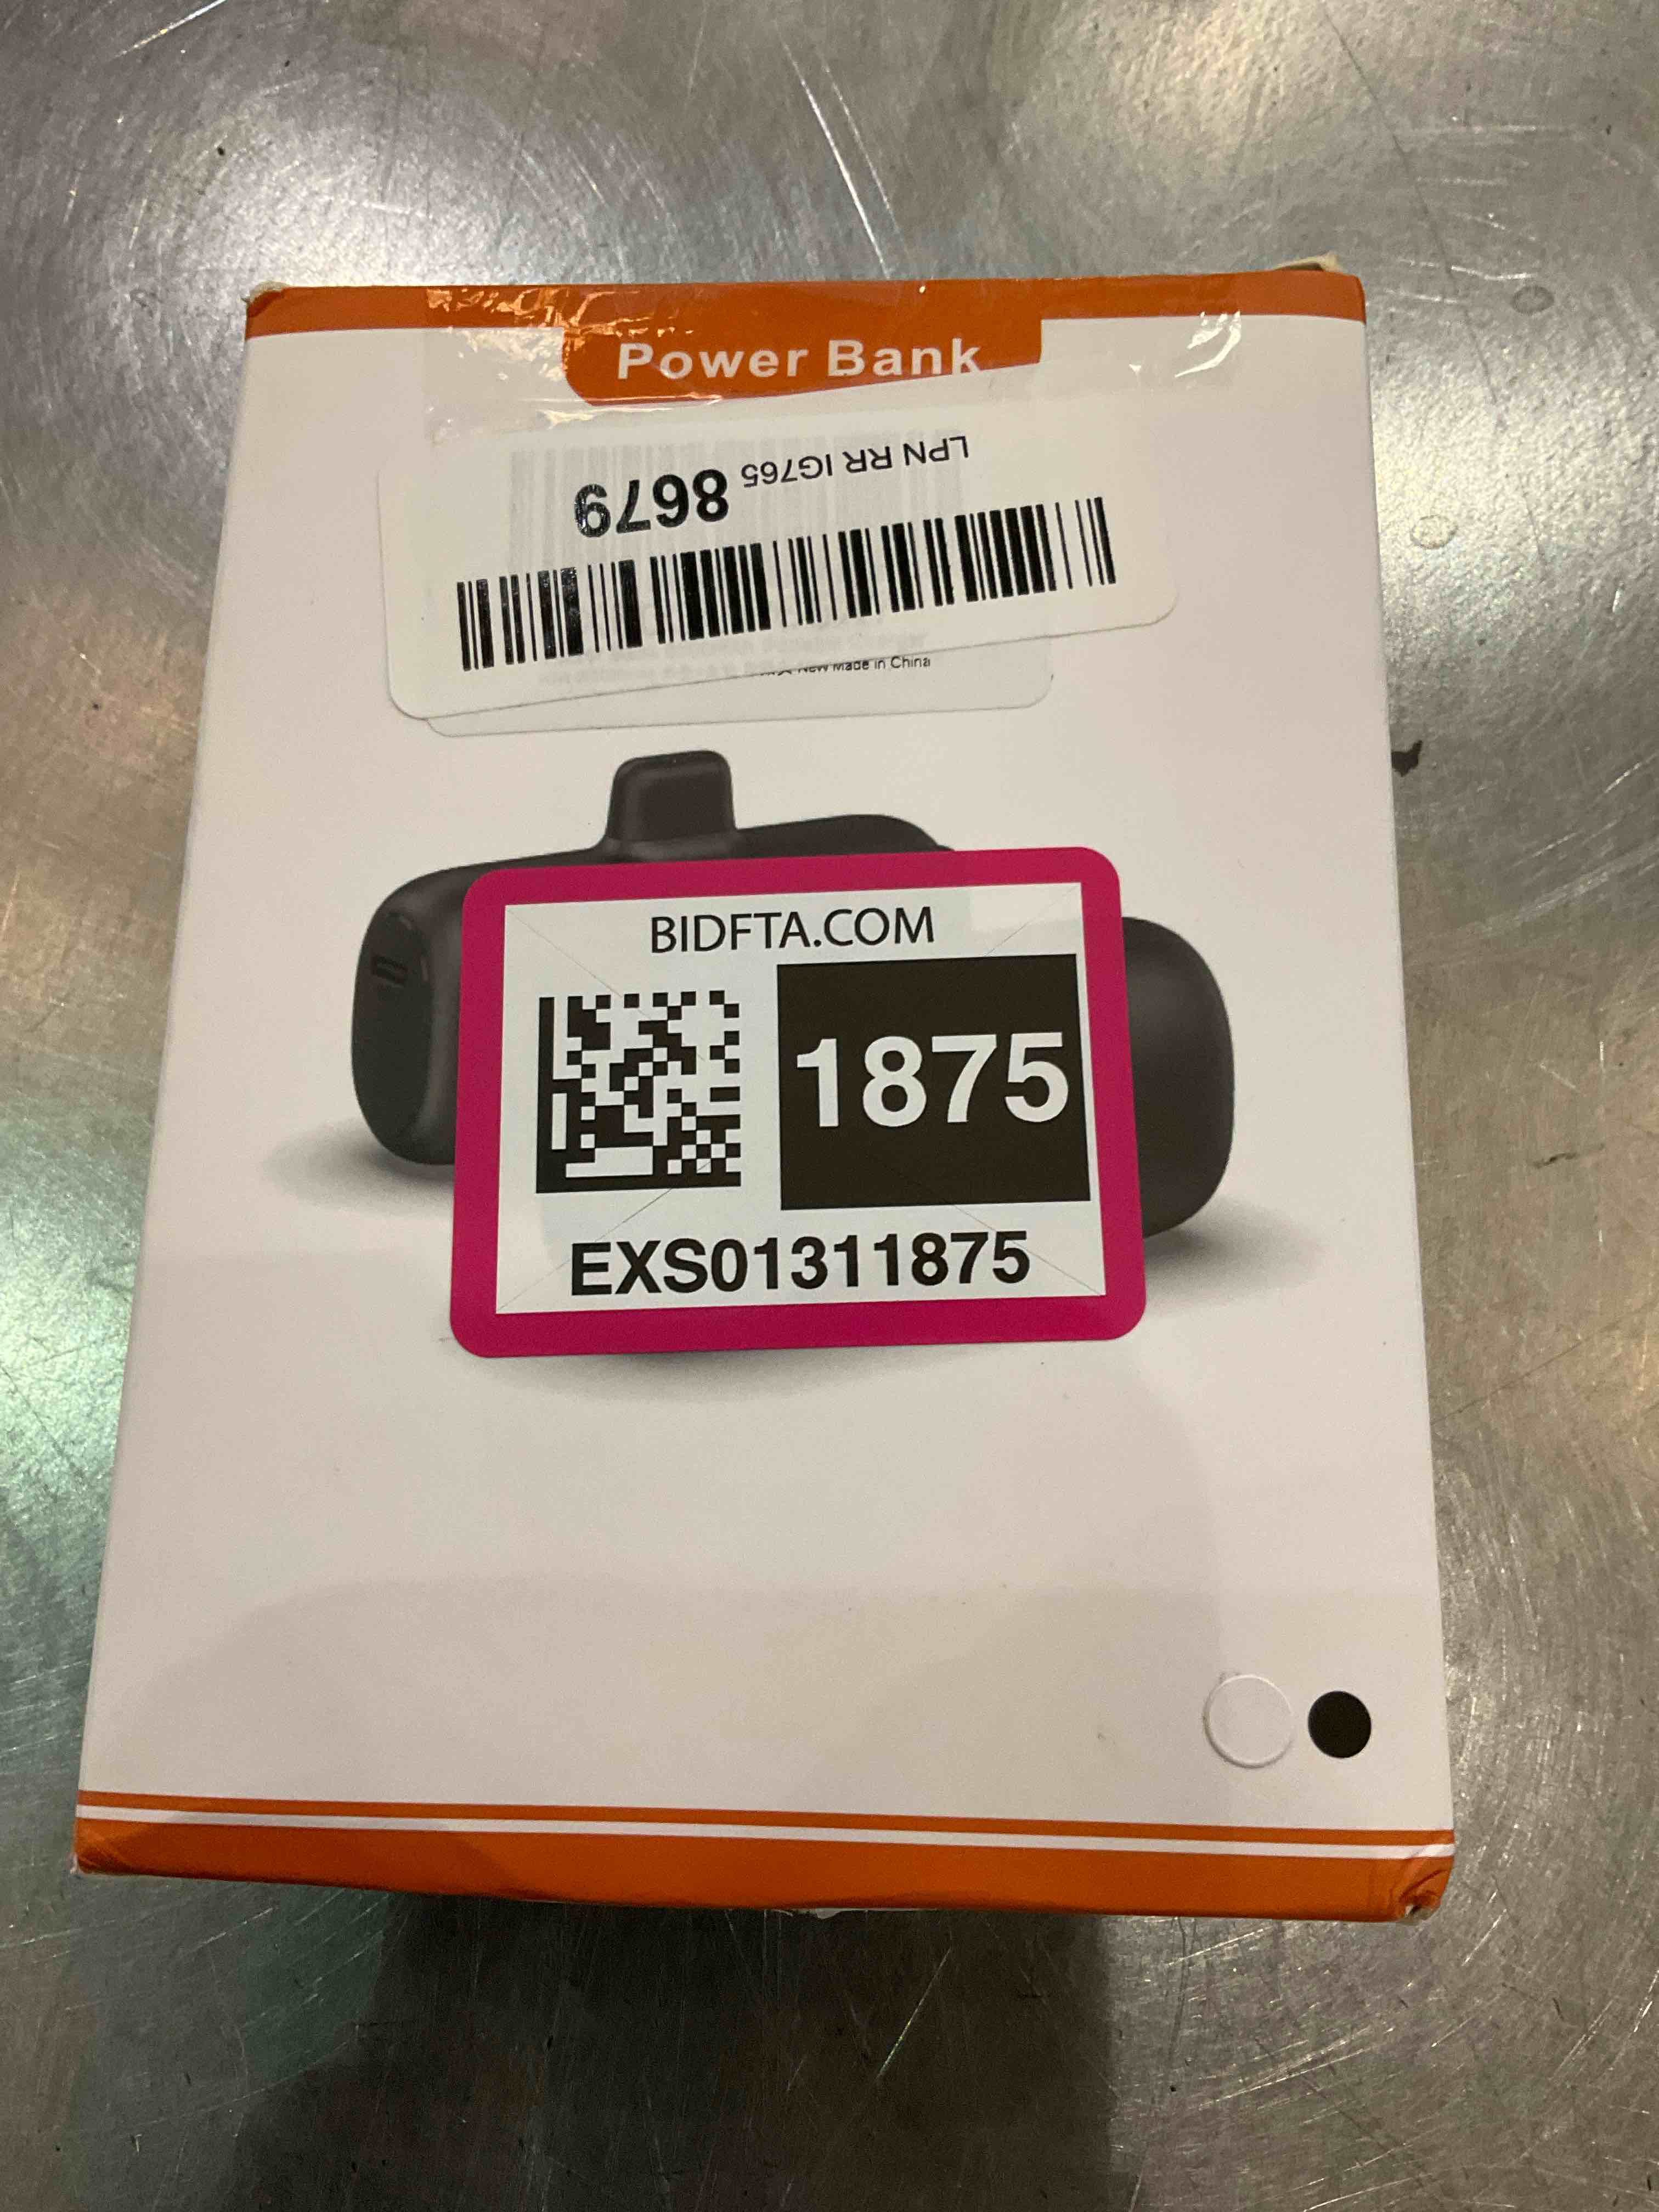 Power Bank
LPN RR IG765 8679
New Made in China
BIDFTA.COM
1875
EXS01311875